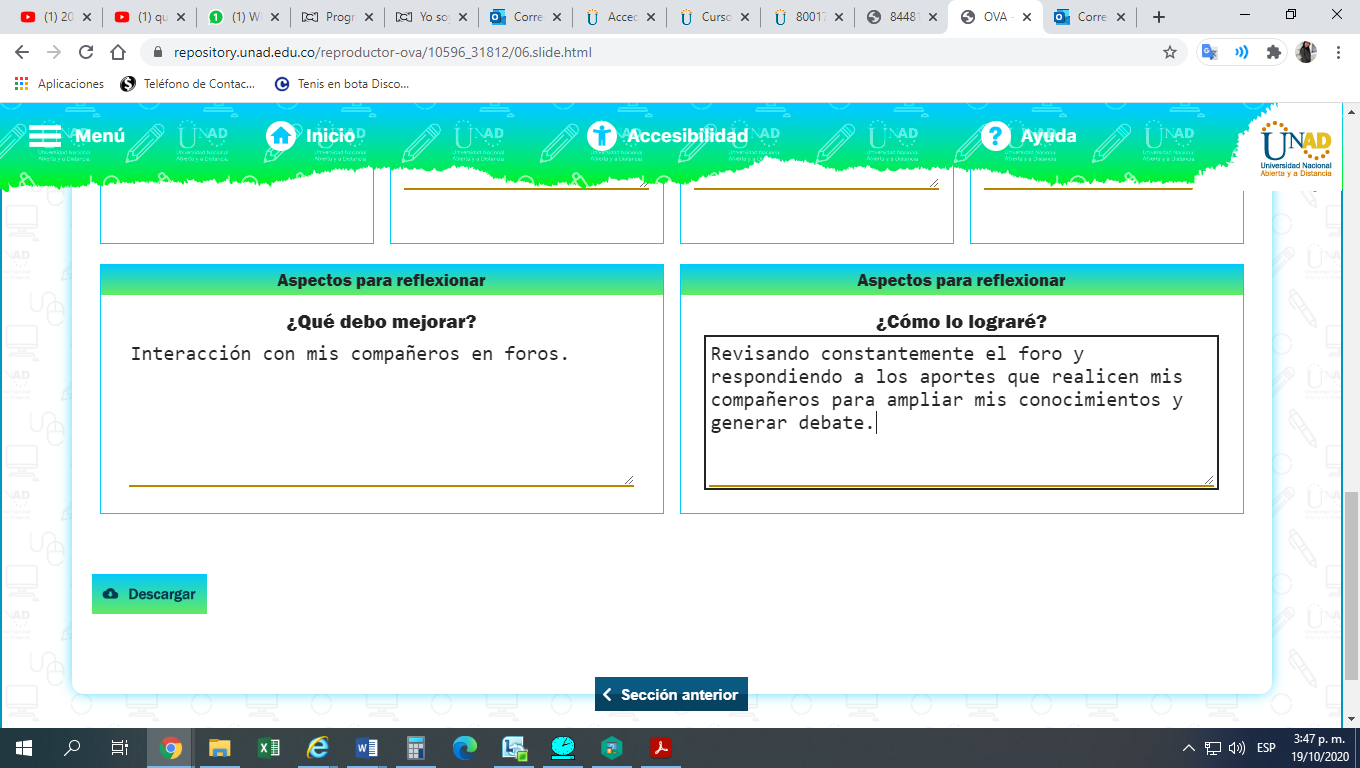 (1) 20
(1) qu
(1) W
Progr
Yo so
Corre
Acce
Curso
8001
8448
OVA -
Corre
repository.unad.edu.co/reproductor-ova/10596_31812/06.slide.html
Aplicaciones
Teléfono de Contac...
Tenis en bota Disco...
Menú
Inicio
Accesibilidad
Ayuda
UNAD
Universidad Nacional
Abierta y a Distancia
Aspectos para reflexionar
¿Qué debo mejorar?
Interacción con mis compañeros en foros.
Aspectos para reflexionar
¿Cómo lo lograré?
Revisando constantemente el foro y
respondiendo a los aportes que realicen mis
compañeros para ampliar mis conocimientos y
generar debate.
Descargar
Sección anterior
ESP
3:47 p. m.
19/10/2020